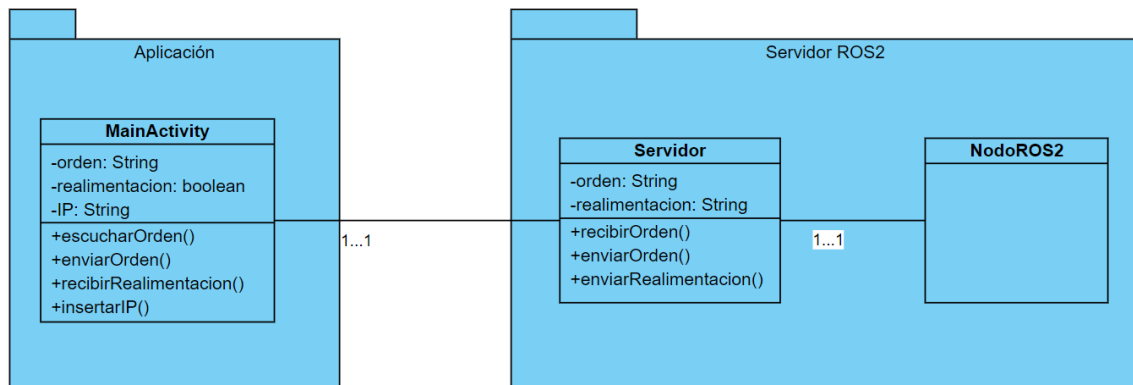 Aplicación
MainActivity
-orden: String
-realimentacion: boolean
-IP: String
+escucharOrden()
+enviarOrden()
+recibirRealimentacion()
+insertarIP()
1...1
Servidor ROS2
Servidor
-orden: String
-realimentacion: String
+recibirOrden()
+enviarOrden()
+enviarRealimentacion()
1...1
NodoROS2